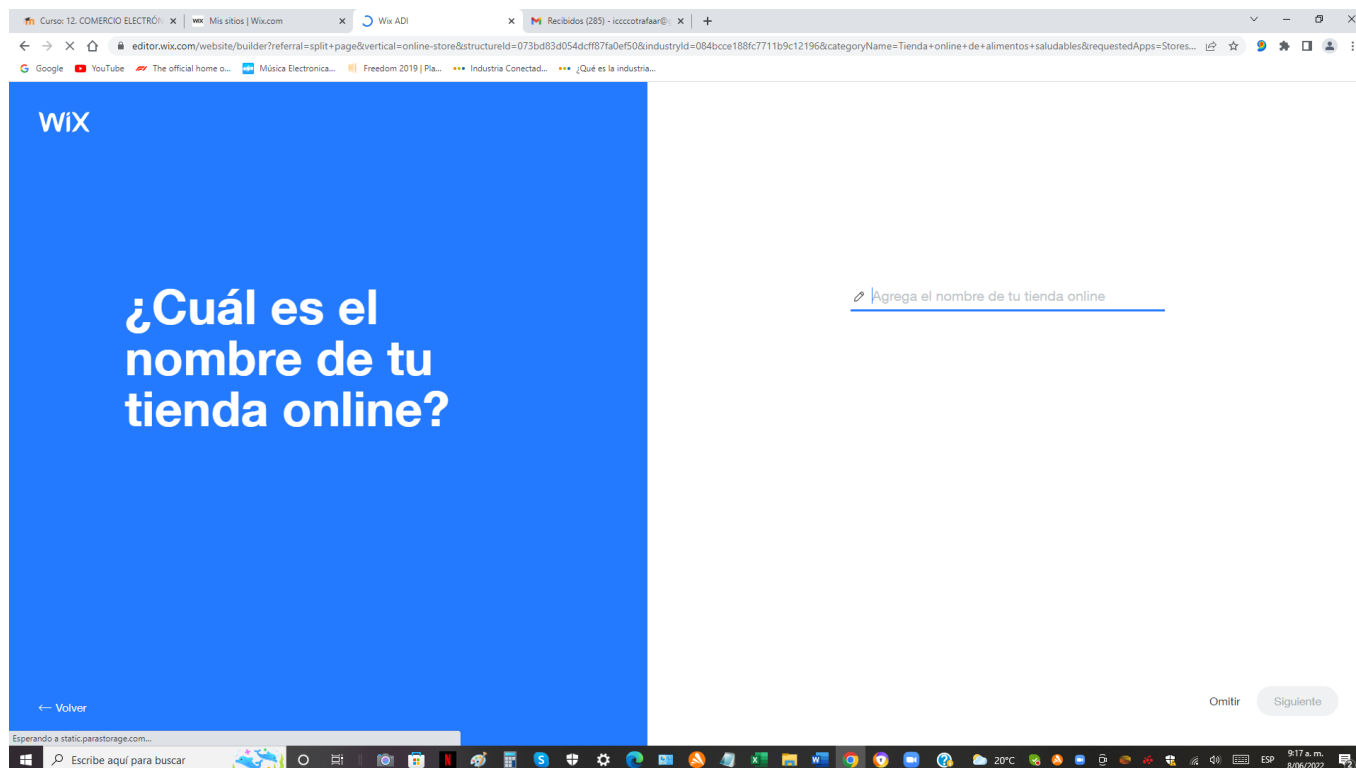 Curso: 12. COMERCIO ELECTRÓN
WIX Mis sitios | Wix.com
Wix ADI
Recibidos (285) - iccccotrafaar@g
editor.wix.com/website/builder?referral=split+page&vertical=online-store&structureId=073bd83d054dcff87fa0ef50&industryId=084bcce188fc7711b9c12196&categoryName=Tienda+online+de+alimentos+saludables&requestedApps=Stores...
Google YouTube The official home o... Música Electronica... Freedom 2019 | Pla... Industria Conectad... ¿Qué es la industria...
WiX
¿Cuál es el
nombre de tu
tienda online?
Agrega el nombre de tu tienda online
← Volver
Omitir Siguiente
Esperando a static.parastorage.com...
Escribe aquí para buscar
20°C
ESP
9:17 a. m.
8/06/2022
2